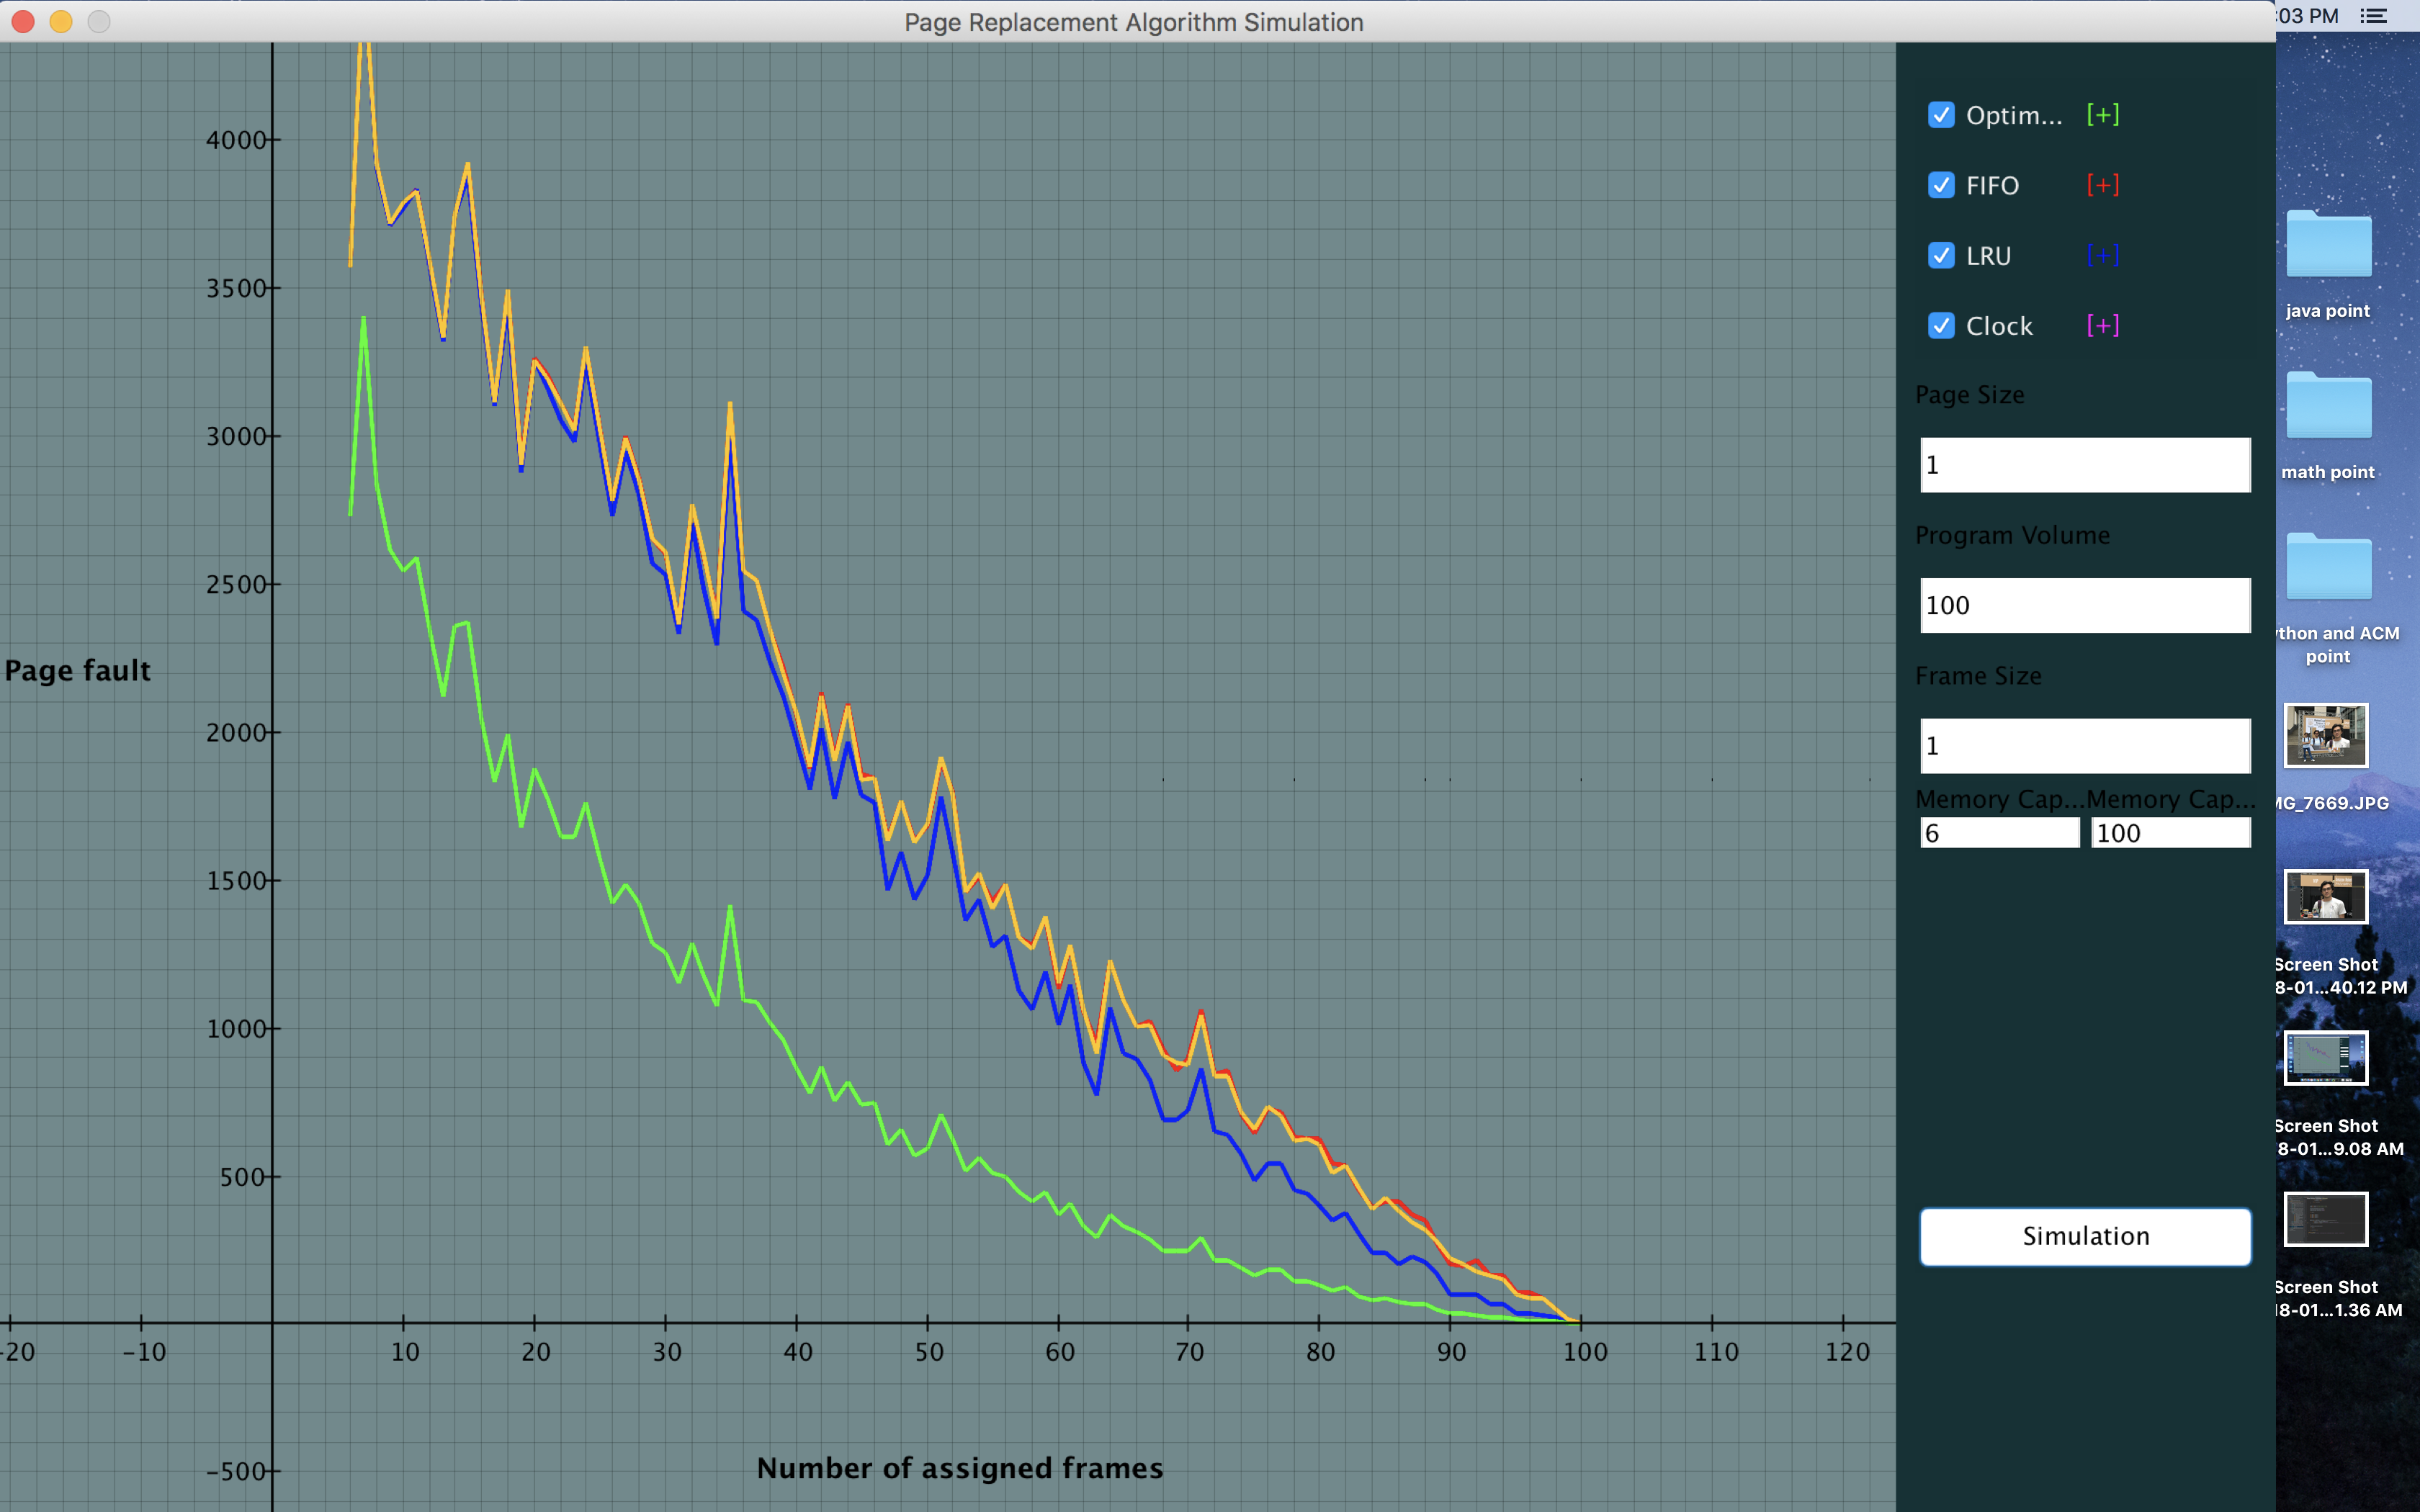 Page Replacement Algorithm Simulation
:03 PM
4000
3500
3000
2500
2000
1500
1000
500
-500
Page fault
-20 -10 10 20 30 40 50 60 70 80 90 100 110 120
Number of assigned frames
Optim... [+]
FIFO [+]
LRU [+]
Clock [+]
Page Size
1
Program Volume
100
Frame Size
1
Memory Cap... Memory Cap...
6 100
Simulation
java point
math point
ython and ACM
point
MG_7669.JPG
Screen Shot
8-01...40.12 PM
Screen Shot
8-01...9.08 AM
Screen Shot
18-01...1.36 AM